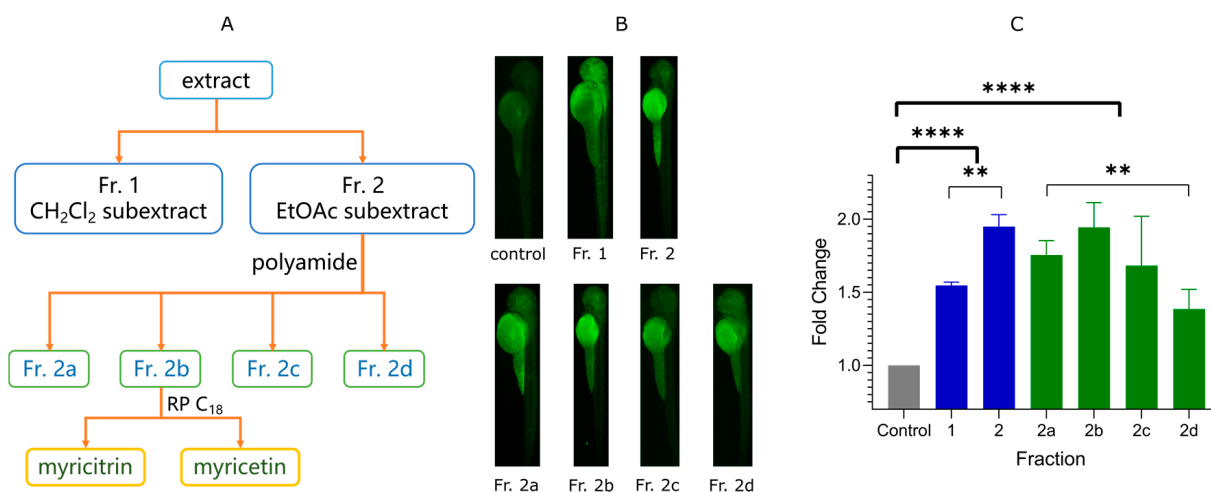 A
extract
Fr. 1
CH₂Cl₂ subextract
Fr. 2
EtOAc subextract
polyamide
Fr. 2a
Fr. 2b
Fr. 2c
Fr. 2d
RP C₁₈
myricitrin
myricetin
B
control
Fr. 1
Fr. 2
Fr. 2a
Fr. 2b
Fr. 2c
Fr. 2d
C
****
****
**
**
Fold Change
2.0
1.5
1.0
Control
1
2
2a
2b
2c
2d
Fraction